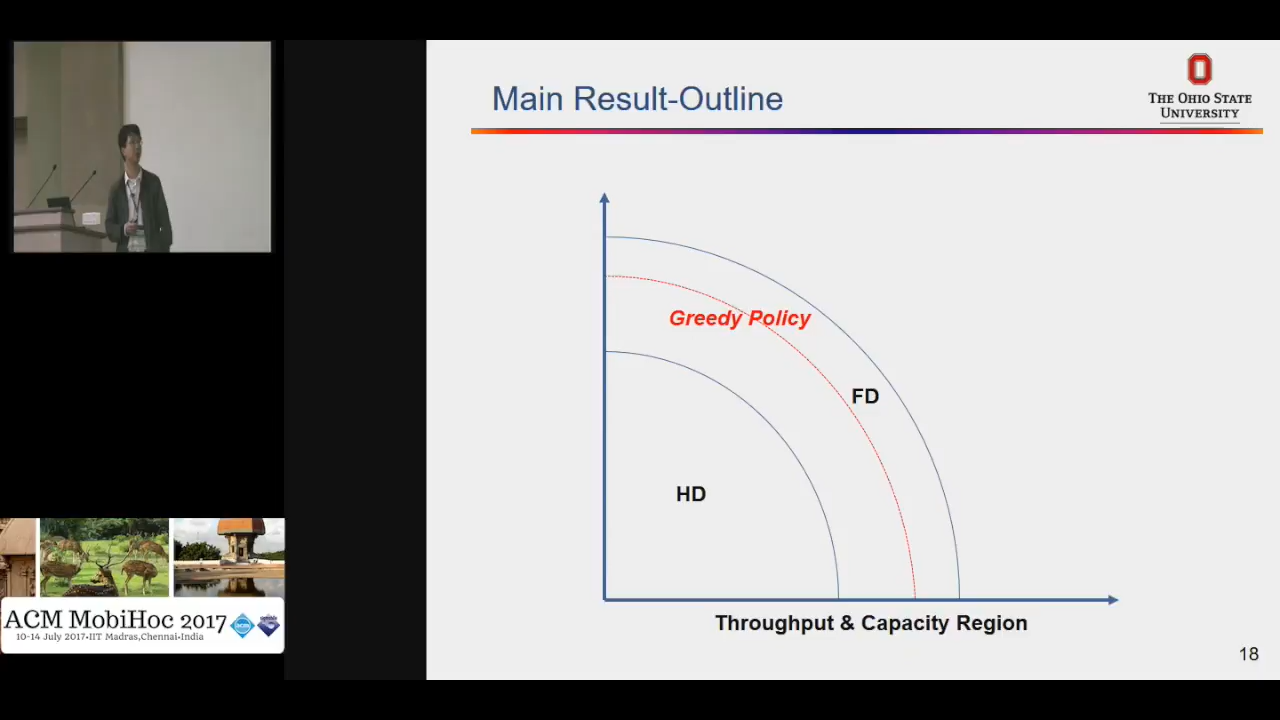 Main Result-Outline
O
THE OHIO STATE
UNIVERSITY
Greedy Policy
FD
HD
Throughput & Capacity Region
18
ACM MobiHoc 2017
10-14 July 2017•IIT Madras,Chennai•India